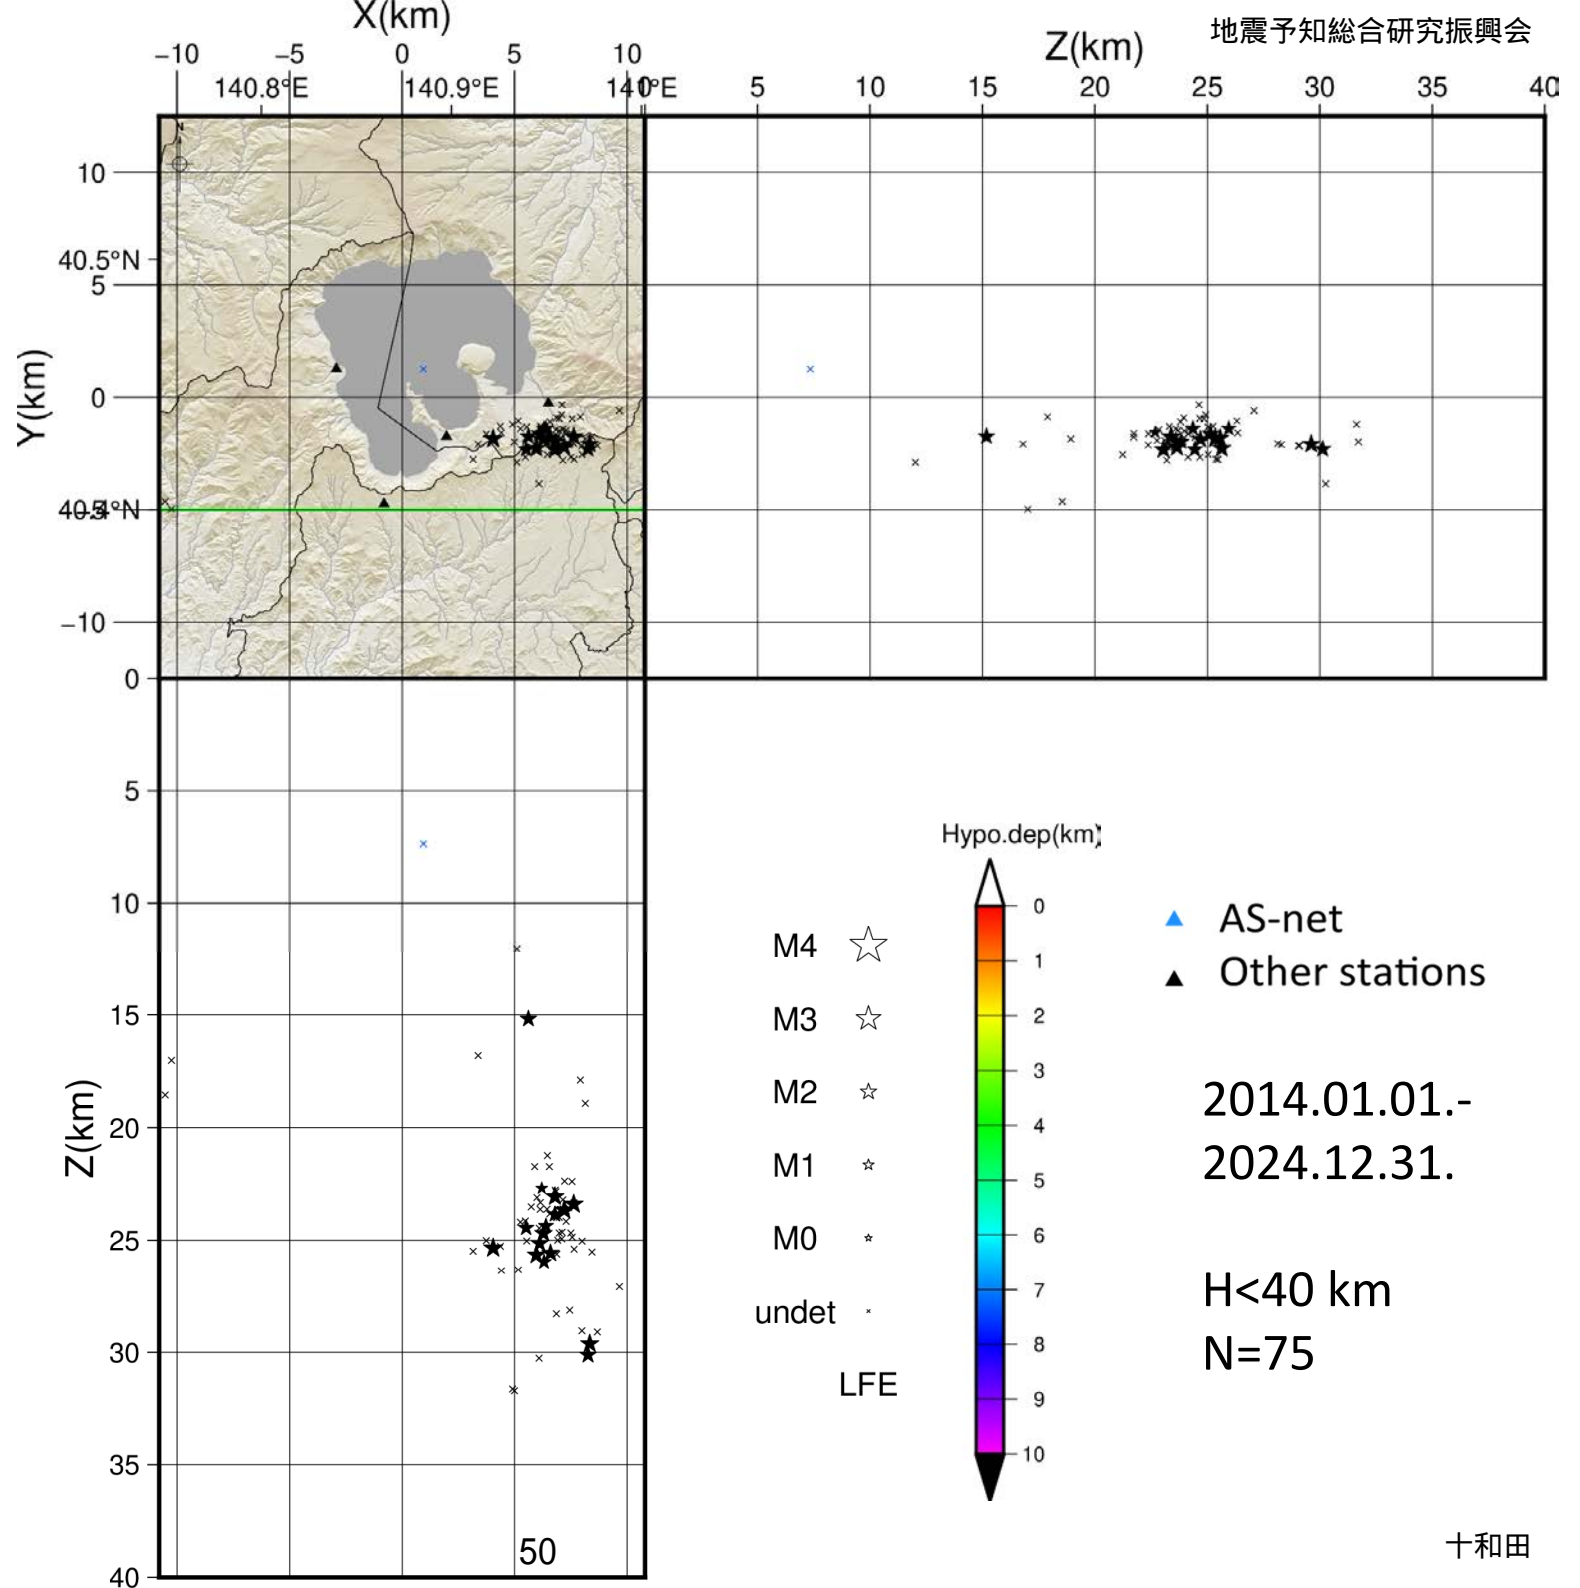 X(km)
地震予知総合研究振興会
Z(km)
−10 −5 0 5 10
140.8°E 140.9°E 141°E
5 10 15 20 25 30 35 40
N
10
40.5°N
5
Y(km)
0
40.4°N
−10
0
5
10
15
Z(km)
20
25
30
35
40
50
Hypo.dep(km)
0
1
2
3
4
5
6
7
8
9
10
M4
M3
M2
M1
M0
undet
LFE
AS-net
Other stations
2014.01.01.-
2024.12.31.
H<40 km
N=75
十和田